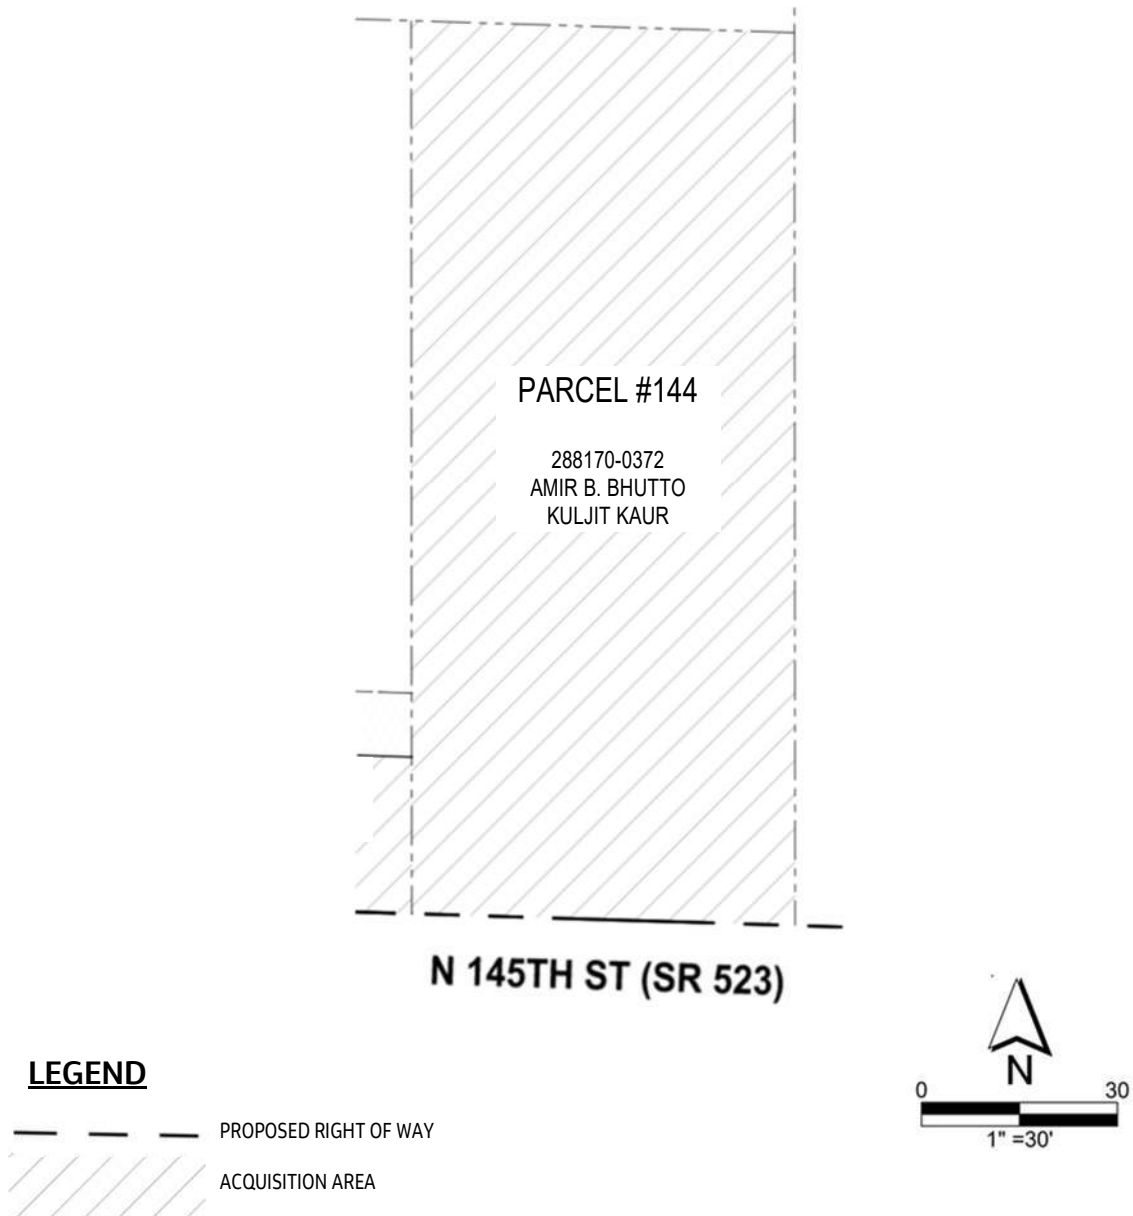 PARCEL #144
288170-0372
AMIR B. BHUTTO
KULJIT KAUR
N 145TH ST (SR 523)
LEGEND
PROPOSED RIGHT OF WAY
ACQUISITION AREA
N
0 30
1" =30'